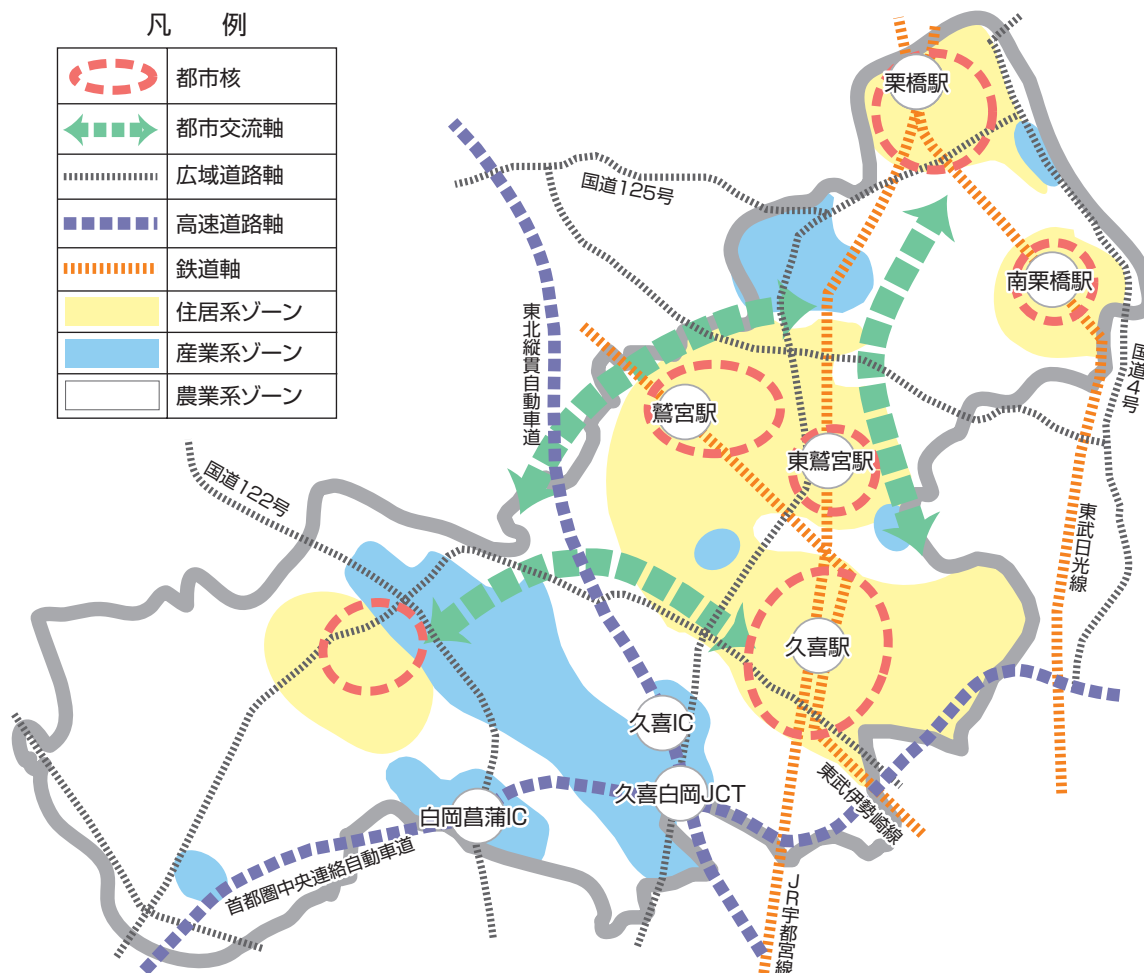 凡　例
都市核
都市交流軸
広域道路軸
高速道路軸
鉄道軸
住居系ゾーン
産業系ゾーン
農業系ゾーン
栗橋駅
国道125号
南栗橋駅
東北縦貫自動車道
国道4号
鷲宮駅
東鷲宮駅
国道122号
東武日光線
久喜駅
久喜IC
久喜白岡JCT
白岡菖蒲IC
東武伊勢崎線
首都圏中央連絡自動車道
JR宇都宮線